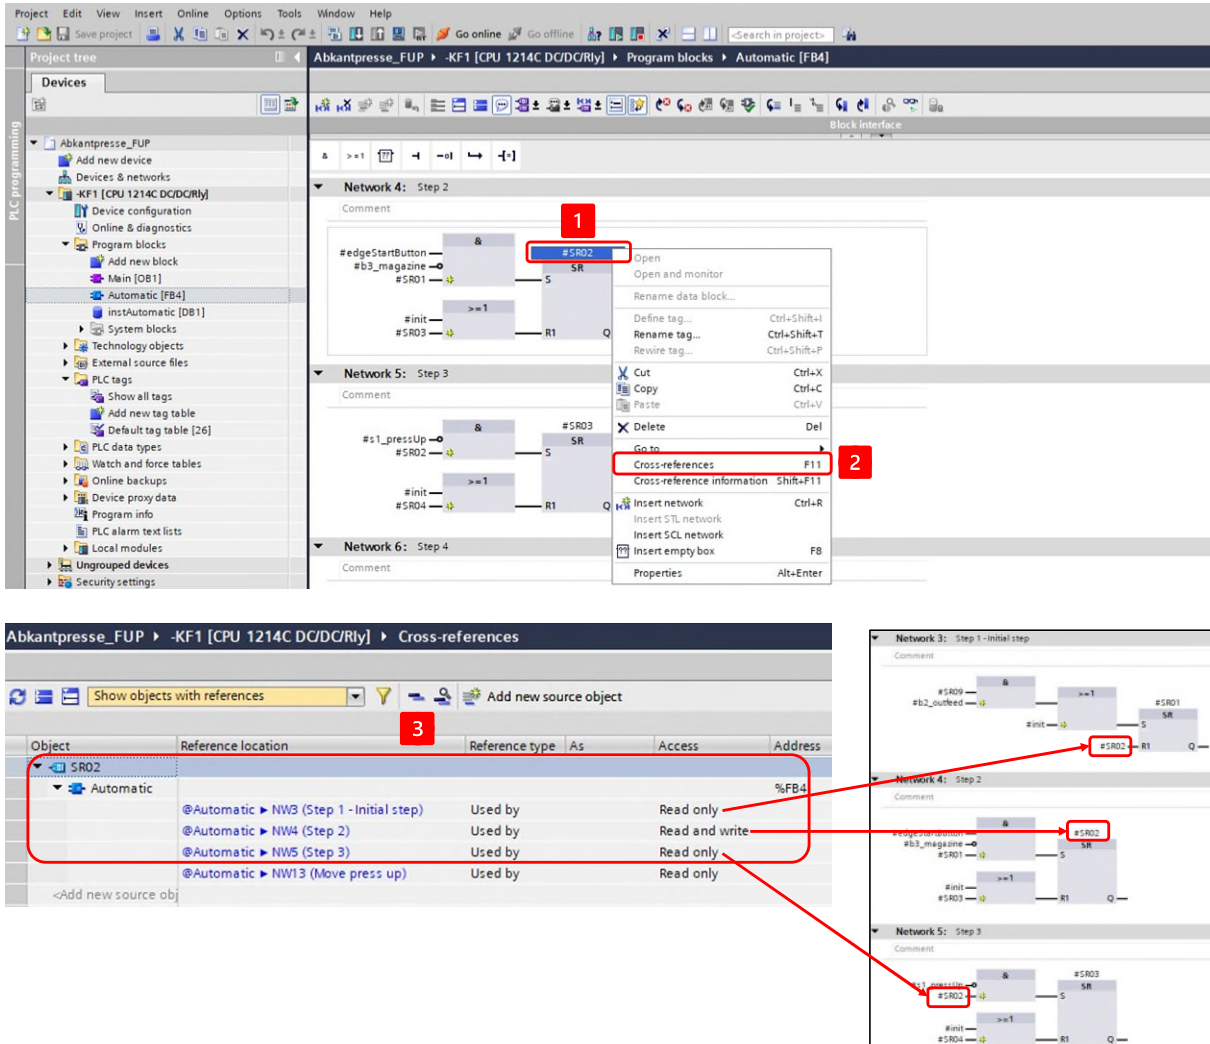 Project Edit View Insert Online Options Tools Window Help
Save project Go online Go offline <Search in project>
Project tree
Abkantpresse_FUP ▸ -KF1 [CPU 1214C DC/DC/Rly] ▸ Program blocks ▸ Automatic [FB4]
Devices
PLC programming
Block interface
Abkantpresse_FUP
Add new device
Devices & networks
-KF1 [CPU 1214C DC/DC/Rly]
Device configuration
Online & diagnostics
Program blocks
Add new block
Main [OB1]
Automatic [FB4]
instAutomatic [DB1]
System blocks
Technology objects
External source files
PLC tags
Show all tags
Add new tag table
Default tag table [26]
PLC data types
Watch and force tables
Online backups
Device proxy data
Program info
PLC alarm text lists
Local modules
Ungrouped devices
Security settings
& >=1 ?? -| -o| ↦ -[=]
Network 4: Step 2
Comment
1
#edgeStartButton
#b3_magazine
#SR01
&
#SR02
SR
S
>=1
#init
#SR03
R1 Q
Network 5: Step 3
Comment
#s1_pressUp
#SR02
&
#SR03
SR
S
>=1
#init
#SR04
R1 Q
Network 6: Step 4
Comment
Open
Open and monitor
Rename data block...
Define tag... Ctrl+Shift+I
Rename tag... Ctrl+Shift+T
Rewire tag... Ctrl+Shift+P
Cut Ctrl+X
Copy Ctrl+C
Paste Ctrl+V
Delete Del
Go to
Cross-references F11
2
Cross-reference information Shift+F11
Insert network Ctrl+R
Insert STL network
Insert SCL network
Insert empty box F8
Properties Alt+Enter
Abkantpresse_FUP ▸ -KF1 [CPU 1214C DC/DC/Rly] ▸ Cross-references
Show objects with references Add new source object
3
Object Reference location Reference type As Access Address
SR02
Automatic %FB4
@Automatic ▸ NW3 (Step 1 - Initial step) Used by Read only
@Automatic ▸ NW4 (Step 2) Used by Read and write
@Automatic ▸ NW5 (Step 3) Used by Read only
@Automatic ▸ NW13 (Move press up) Used by Read only
<Add new source obj
Network 3: Step 1 - Initial step
Comment
#SR09
#b2_outfeed
&
>=1
#init
#SR01
SR
S
#SR02 R1 Q
Network 4: Step 2
Comment
#edgeStartButton
#b3_magazine
#SR01
&
#SR02
SR
S
>=1
#init
#SR03
R1 Q
Network 5: Step 3
Comment
#s1_pressUp
#SR02
&
#SR03
SR
S
>=1
#init
#SR04
R1 Q